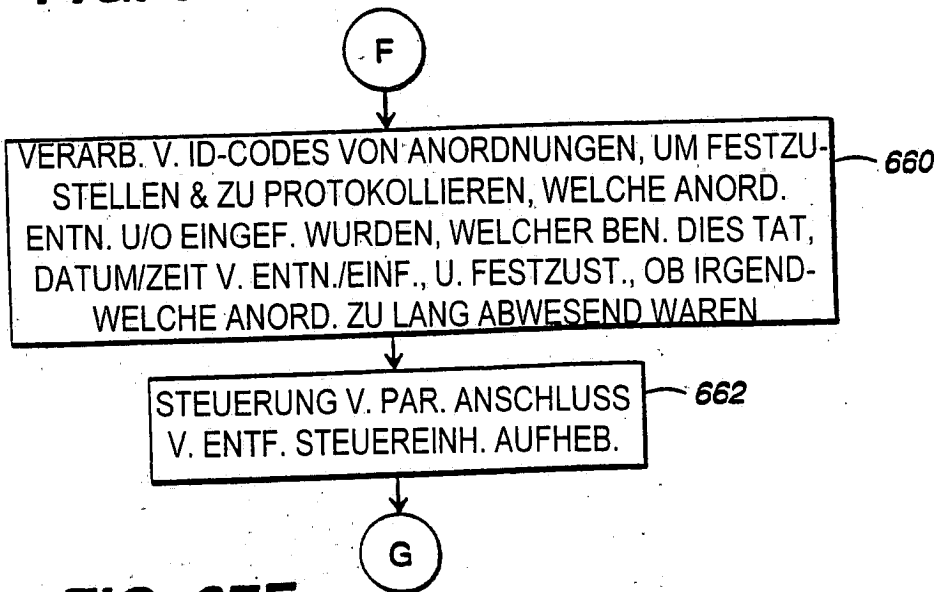 F
VERARB. V. ID-CODES VON ANORDNUNGEN, UM FESTZU-
STELLEN & ZU PROTOKOLLIEREN, WELCHE ANORD.
ENTN. U/O EINGEF. WURDEN, WELCHER BEN. DIES TAT,
DATUM/ZEIT V. ENTN./EINF., U. FESTZUST., OB IRGEND-
WELCHE ANORD. ZU LANG ABWESEND WAREN
660
STEUERUNG V. PAR. ANSCHLUSS
V. ENTF. STEUEREINH. AUFHEB.
662
G